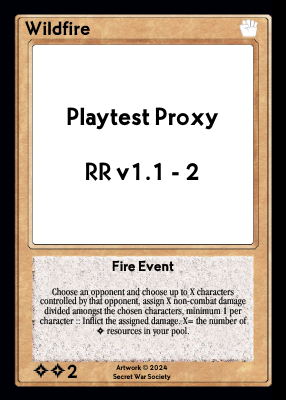 Wildfire
Playtest Proxy
RR v1.1 - 2
Fire Event
Choose an opponent and choose up to X characters
controlled by that opponent, assign X non-combat damage
divided amongst the chosen characters, minimum 1 per
character :: Inflict the assigned damage. X= the number of
resources in your pool.
2
Artwork © 2024
Secret War Society